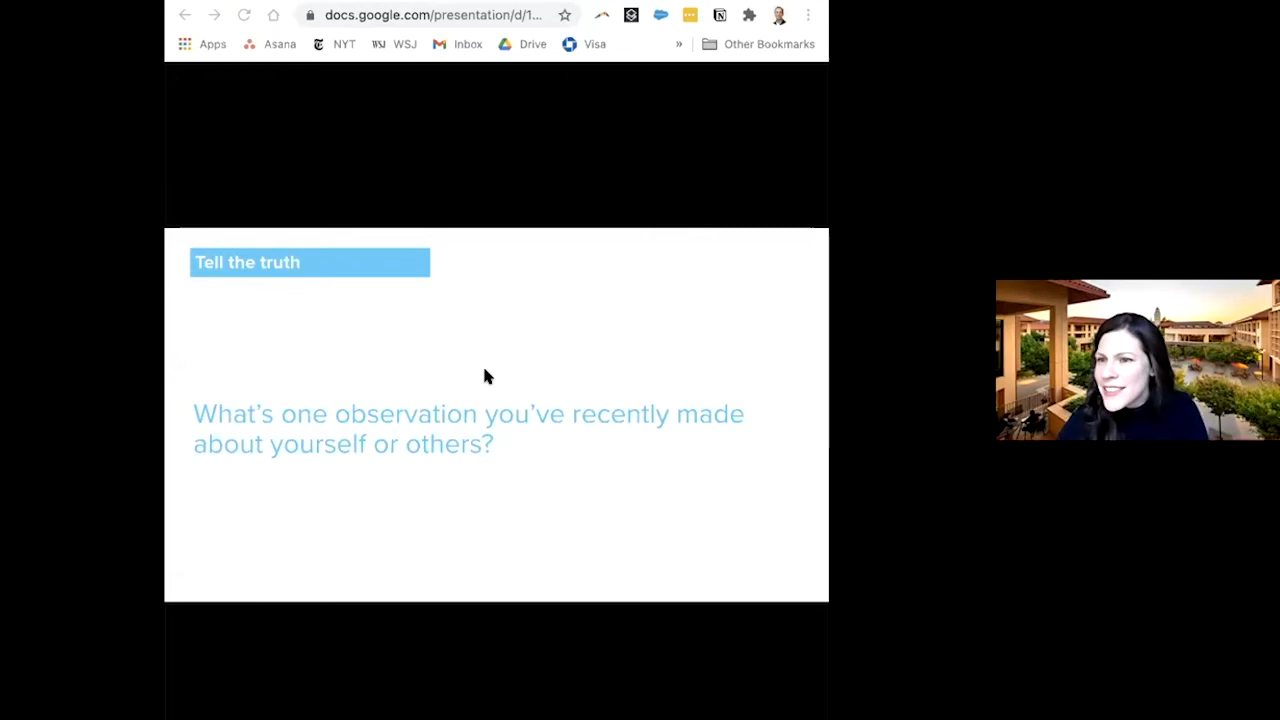 docs.google.com/presentation/d/1...
Apps Asana NYT WSJ WSJ Inbox Drive Visa » Other Bookmarks
Tell the truth
What's one observation you've recently made
about yourself or others?